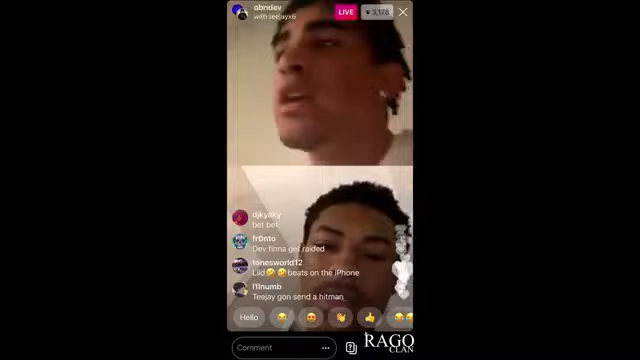 abndev
with teejayx6
LIVE
3,178
djkyaky
bet bet
fr0nto
Dev finna get raided
tonesworld12
Llid🤣🤣beats on the iPhone
l1lnumb
Teejay gon send a hitman
Hello
Comment
RAGO
CLAN